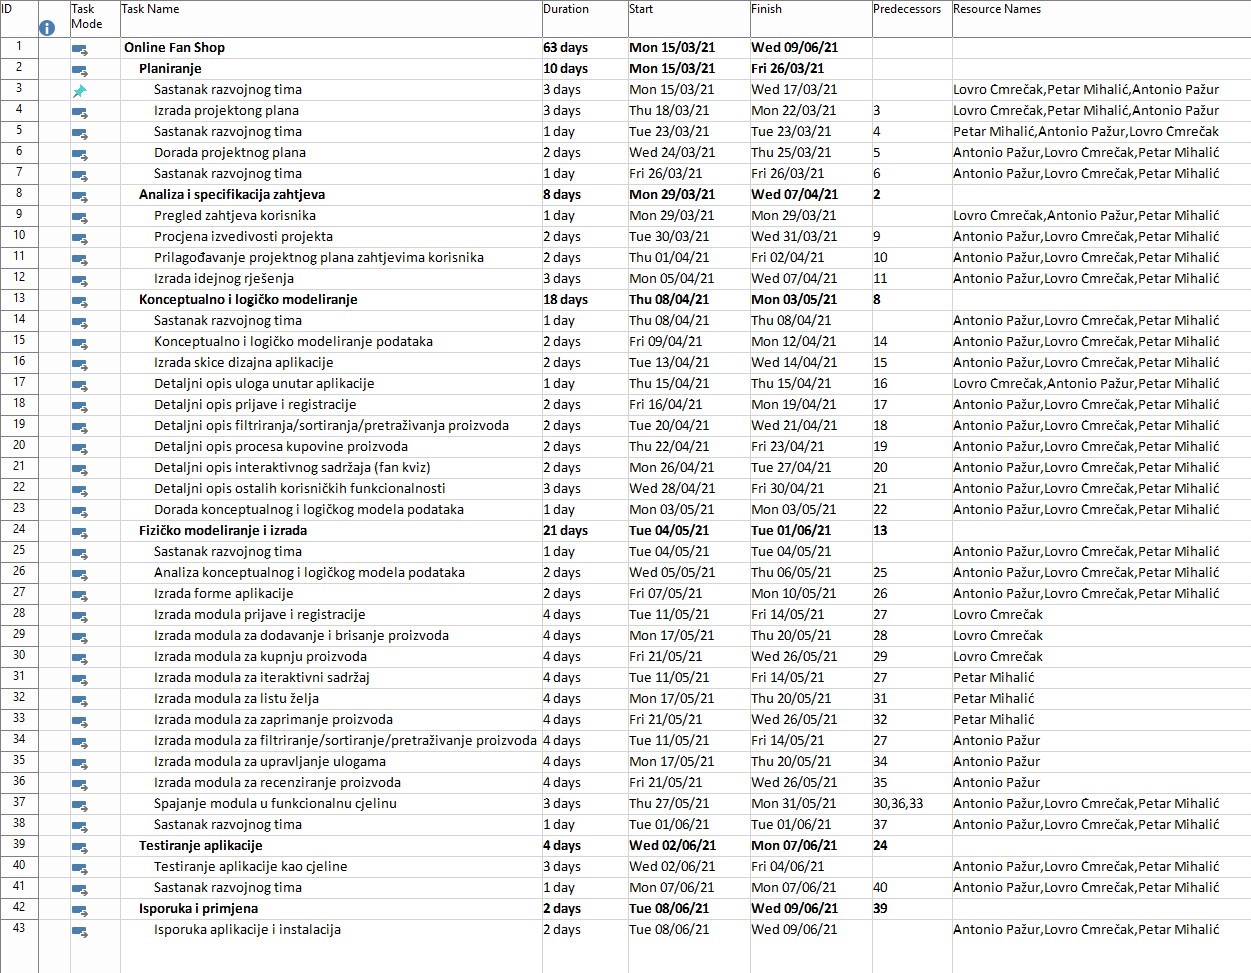 ID Task Mode Task Name Duration Start Finish Predecessors Resource Names
1 Online Fan Shop 63 days Mon 15/03/21 Wed 09/06/21
2 Planiranje 10 days Mon 15/03/21 Fri 26/03/21
3 Sastanak razvojnog tima 3 days Mon 15/03/21 Wed 17/03/21 Lovro Cmrečak,Petar Mihalić,Antonio Pažur
4 Izrada projektong plana 3 days Thu 18/03/21 Mon 22/03/21 3 Lovro Cmrečak,Petar Mihalić,Antonio Pažur
5 Sastanak razvojnog tima 1 day Tue 23/03/21 Tue 23/03/21 4 Petar Mihalić,Antonio Pažur,Lovro Cmrečak
6 Dorada projektnog plana 2 days Wed 24/03/21 Thu 25/03/21 5 Antonio Pažur,Lovro Cmrečak,Petar Mihalić
7 Sastanak razvojnog tima 1 day Fri 26/03/21 Fri 26/03/21 6 Antonio Pažur,Lovro Cmrečak,Petar Mihalić
8 Analiza i specifikacija zahtjeva 8 days Mon 29/03/21 Wed 07/04/21 2
9 Pregled zahtjeva korisnika 1 day Mon 29/03/21 Mon 29/03/21 Lovro Cmrečak,Antonio Pažur,Petar Mihalić
10 Procjena izvedivosti projekta 2 days Tue 30/03/21 Wed 31/03/21 9 Antonio Pažur,Lovro Cmrečak,Petar Mihalić
11 Prilagođavanje projektnog plana zahtjevima korisnika 2 days Thu 01/04/21 Fri 02/04/21 10 Antonio Pažur,Lovro Cmrečak,Petar Mihalić
12 Izrada idejnog rješenja 3 days Mon 05/04/21 Wed 07/04/21 11 Antonio Pažur,Lovro Cmrečak,Petar Mihalić
13 Konceptualno i logičko modeliranje 18 days Thu 08/04/21 Mon 03/05/21 8
14 Sastanak razvojnog tima 1 day Thu 08/04/21 Thu 08/04/21 Antonio Pažur,Lovro Cmrečak,Petar Mihalić
15 Konceptualno i logičko modeliranje podataka 2 days Fri 09/04/21 Mon 12/04/21 14 Antonio Pažur,Lovro Cmrečak,Petar Mihalić
16 Izrada skice dizajna aplikacije 2 days Tue 13/04/21 Wed 14/04/21 15 Antonio Pažur,Lovro Cmrečak,Petar Mihalić
17 Detaljni opis uloga unutar aplikacije 1 day Thu 15/04/21 Thu 15/04/21 16 Lovro Cmrečak,Antonio Pažur,Petar Mihalić
18 Detaljni opis prijave i registracije 2 days Fri 16/04/21 Mon 19/04/21 17 Antonio Pažur,Lovro Cmrečak,Petar Mihalić
19 Detaljni opis filtriranja/sortiranja/pretraživanja proizvoda 2 days Tue 20/04/21 Wed 21/04/21 18 Antonio Pažur,Lovro Cmrečak,Petar Mihalić
20 Detaljni opis procesa kupovine proizvoda 2 days Thu 22/04/21 Fri 23/04/21 19 Antonio Pažur,Lovro Cmrečak,Petar Mihalić
21 Detaljni opis interaktivnog sadržaja (fan kviz) 2 days Mon 26/04/21 Tue 27/04/21 20 Antonio Pažur,Lovro Cmrečak,Petar Mihalić
22 Detaljni opis ostalih korisničkih funkcionalnosti 3 days Wed 28/04/21 Fri 30/04/21 21 Antonio Pažur,Lovro Cmrečak,Petar Mihalić
23 Dorada konceptualnog i logičkog modela podataka 1 day Mon 03/05/21 Mon 03/05/21 22 Antonio Pažur,Lovro Cmrečak,Petar Mihalić
24 Fizičko modeliranje i izrada 21 days Tue 04/05/21 Tue 01/06/21 13
25 Sastanak razvojnog tima 1 day Tue 04/05/21 Tue 04/05/21 Antonio Pažur,Lovro Cmrečak,Petar Mihalić
26 Analiza konceptualnog i logičkog modela podataka 2 days Wed 05/05/21 Thu 06/05/21 25 Antonio Pažur,Lovro Cmrečak,Petar Mihalić
27 Izrada forme aplikacije 2 days Fri 07/05/21 Mon 10/05/21 26 Antonio Pažur,Lovro Cmrečak,Petar Mihalić
28 Izrada modula prijave i registracije 4 days Tue 11/05/21 Fri 14/05/21 27 Lovro Cmrečak
29 Izrada modula za dodavanje i brisanje proizvoda 4 days Mon 17/05/21 Thu 20/05/21 28 Lovro Cmrečak
30 Izrada modula za kupnju proizvoda 4 days Fri 21/05/21 Wed 26/05/21 29 Lovro Cmrečak
31 Izrada modula za iteraktivni sadržaj 4 days Tue 11/05/21 Fri 14/05/21 27 Petar Mihalić
32 Izrada modula za listu želja 4 days Mon 17/05/21 Thu 20/05/21 31 Petar Mihalić
33 Izrada modula za zaprimanje proizvoda 4 days Fri 21/05/21 Wed 26/05/21 32 Petar Mihalić
34 Izrada modula za filtriranje/sortiranje/pretraživanje proizvoda 4 days Tue 11/05/21 Fri 14/05/21 27 Antonio Pažur
35 Izrada modula za upravljanje ulogama 4 days Mon 17/05/21 Thu 20/05/21 34 Antonio Pažur
36 Izrada modula za recenziranje proizvoda 4 days Fri 21/05/21 Wed 26/05/21 35 Antonio Pažur
37 Spajanje modula u funkcionalnu cjelinu 3 days Thu 27/05/21 Mon 31/05/21 30,36,33 Antonio Pažur,Lovro Cmrečak,Petar Mihalić
38 Sastanak razvojnog tima 1 day Tue 01/06/21 Tue 01/06/21 37 Antonio Pažur,Lovro Cmrečak,Petar Mihalić
39 Testiranje aplikacije 4 days Wed 02/06/21 Mon 07/06/21 24
40 Testiranje aplikacije kao cjeline 3 days Wed 02/06/21 Fri 04/06/21 Antonio Pažur,Lovro Cmrečak,Petar Mihalić
41 Sastanak razvojnog tima 1 day Mon 07/06/21 Mon 07/06/21 40 Antonio Pažur,Lovro Cmrečak,Petar Mihalić
42 Isporuka i primjena 2 days Tue 08/06/21 Wed 09/06/21 39
43 Isporuka aplikacije i instalacija 2 days Tue 08/06/21 Wed 09/06/21 Antonio Pažur,Lovro Cmrečak,Petar Mihalić